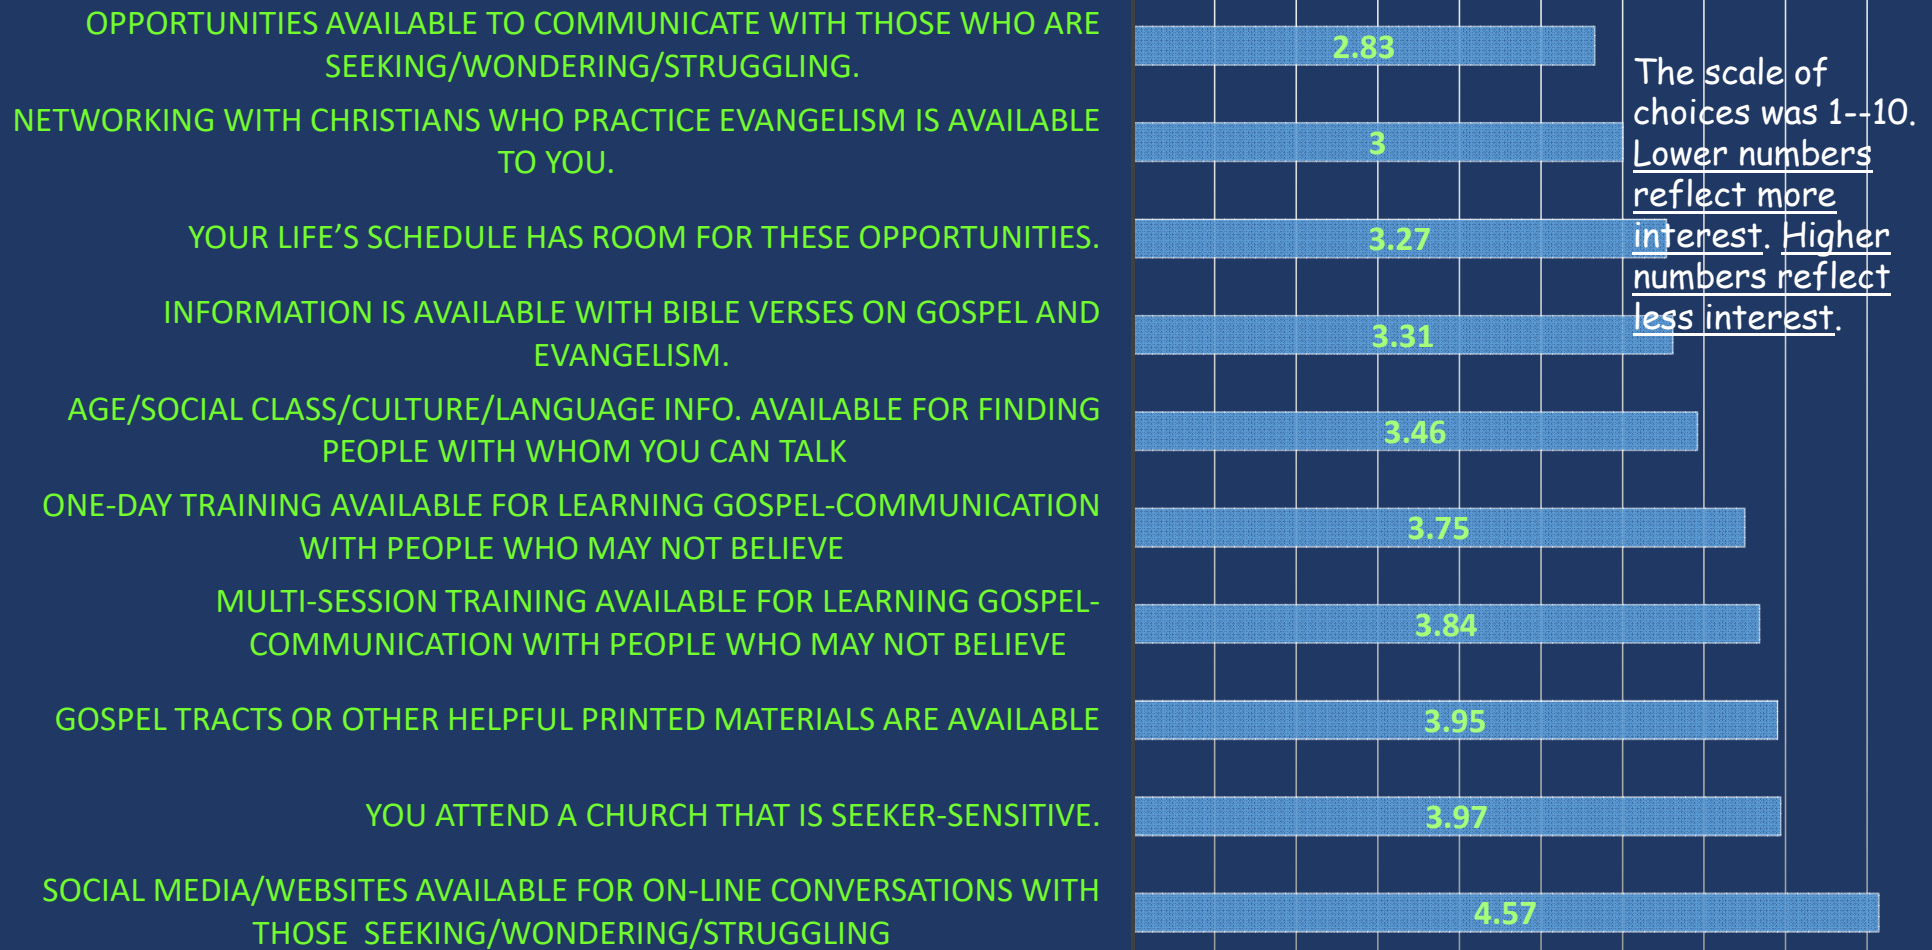 OPPORTUNITIES AVAILABLE TO COMMUNICATE WITH THOSE WHO ARE
SEEKING/WONDERING/STRUGGLING.
2.83
NETWORKING WITH CHRISTIANS WHO PRACTICE EVANGELISM IS AVAILABLE
TO YOU.
3
YOUR LIFE’S SCHEDULE HAS ROOM FOR THESE OPPORTUNITIES.
3.27
INFORMATION IS AVAILABLE WITH BIBLE VERSES ON GOSPEL AND
EVANGELISM.
3.31
AGE/SOCIAL CLASS/CULTURE/LANGUAGE INFO. AVAILABLE FOR FINDING
PEOPLE WITH WHOM YOU CAN TALK
3.46
ONE-DAY TRAINING AVAILABLE FOR LEARNING GOSPEL-COMMUNICATION
WITH PEOPLE WHO MAY NOT BELIEVE
3.75
MULTI-SESSION TRAINING AVAILABLE FOR LEARNING GOSPEL-
COMMUNICATION WITH PEOPLE WHO MAY NOT BELIEVE
3.84
GOSPEL TRACTS OR OTHER HELPFUL PRINTED MATERIALS ARE AVAILABLE
3.95
YOU ATTEND A CHURCH THAT IS SEEKER-SENSITIVE.
3.97
SOCIAL MEDIA/WEBSITES AVAILABLE FOR ON-LINE CONVERSATIONS WITH
THOSE  SEEKING/WONDERING/STRUGGLING
4.57
The scale of
choices was 1--10.
Lower numbers
reflect more
interest. Higher
numbers reflect
less interest.